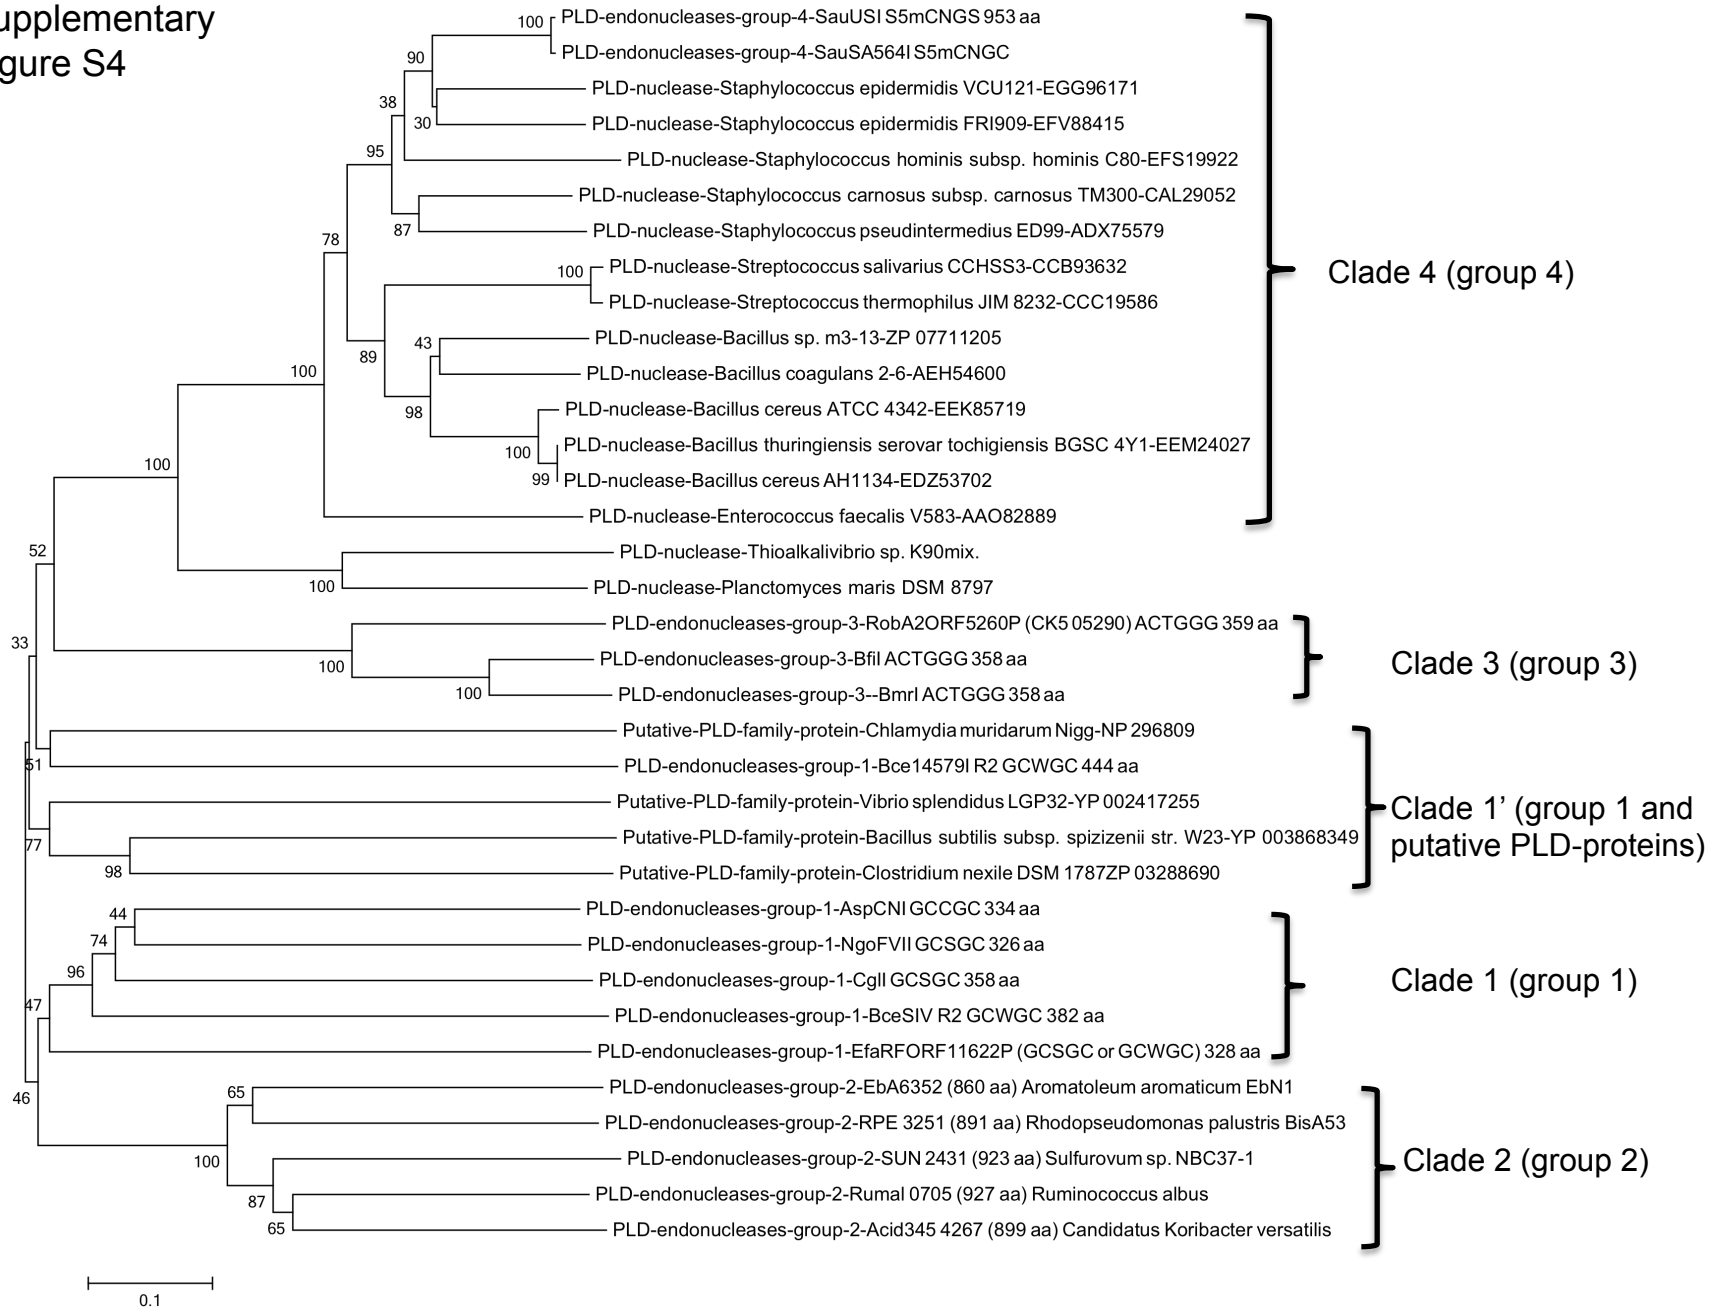 upplementary
gure S4
PLD-endonucleases-group-4-SauUSI S5mCNGS 953 aa
PLD-endonucleases-group-4-SauSA564I S5mCNGC
PLD-nuclease-Staphylococcus epidermidis VCU121-EGG96171
PLD-nuclease-Staphylococcus epidermidis FRI909-EFV88415
PLD-nuclease-Staphylococcus hominis subsp. hominis C80-EFS19922
PLD-nuclease-Staphylococcus carnosus subsp. carnosus TM300-CAL29052
PLD-nuclease-Staphylococcus pseudintermedius ED99-ADX75579
PLD-nuclease-Streptococcus salivarius CCHSS3-CCB93632
PLD-nuclease-Streptococcus thermophilus JIM 8232-CCC19586
PLD-nuclease-Bacillus sp. m3-13-ZP 07711205
PLD-nuclease-Bacillus coagulans 2-6-AEH54600
PLD-nuclease-Bacillus cereus ATCC 4342-EEK85719
PLD-nuclease-Bacillus thuringiensis serovar tochigiensis BGSC 4Y1-EEM24027
PLD-nuclease-Bacillus cereus AH1134-EDZ53702
PLD-nuclease-Enterococcus faecalis V583-AAO82889
PLD-nuclease-Thioalkalivibrio sp. K90mix.
PLD-nuclease-Planctomyces maris DSM 8797
PLD-endonucleases-group-3-RobA2ORF5260P (CK5 05290) ACTGGG 359 aa
PLD-endonucleases-group-3-BfiI ACTGGG 358 aa
PLD-endonucleases-group-3--BmrI ACTGGG 358 aa
Putative-PLD-family-protein-Chlamydia muridarum Nigg-NP 296809
PLD-endonucleases-group-1-Bce14579I R2 GCWGC 444 aa
Putative-PLD-family-protein-Vibrio splendidus LGP32-YP 002417255
Putative-PLD-family-protein-Bacillus subtilis subsp. spizizenii str. W23-YP 003868349
Putative-PLD-family-protein-Clostridium nexile DSM 1787ZP 03288690
PLD-endonucleases-group-1-AspCNI GCCGC 334 aa
PLD-endonucleases-group-1-NgoFVII GCSGC 326 aa
PLD-endonucleases-group-1-CglI GCSGC 358 aa
PLD-endonucleases-group-1-BceSIV R2 GCWGC 382 aa
PLD-endonucleases-group-1-EfaRFORF11622P (GCSGC or GCWGC) 328 aa
PLD-endonucleases-group-2-EbA6352 (860 aa) Aromatoleum aromaticum EbN1
PLD-endonucleases-group-2-RPE 3251 (891 aa) Rhodopseudomonas palustris BisA53
PLD-endonucleases-group-2-SUN 2431 (923 aa) Sulfurovum sp. NBC37-1
PLD-endonucleases-group-2-Rumal 0705 (927 aa) Ruminococcus albus
PLD-endonucleases-group-2-Acid345 4267 (899 aa) Candidatus Koribacter versatilis
100
90
38
30
95
87
78
100
43
89
98
100
99
100
100
52
100
33
100
100
51
77
98
44
74
96
47
46
65
100
87
65
Clade 4 (group 4)
Clade 3 (group 3)
Clade 1’ (group 1 and
putative PLD-proteins)
Clade 1 (group 1)
Clade 2 (group 2)
0.1